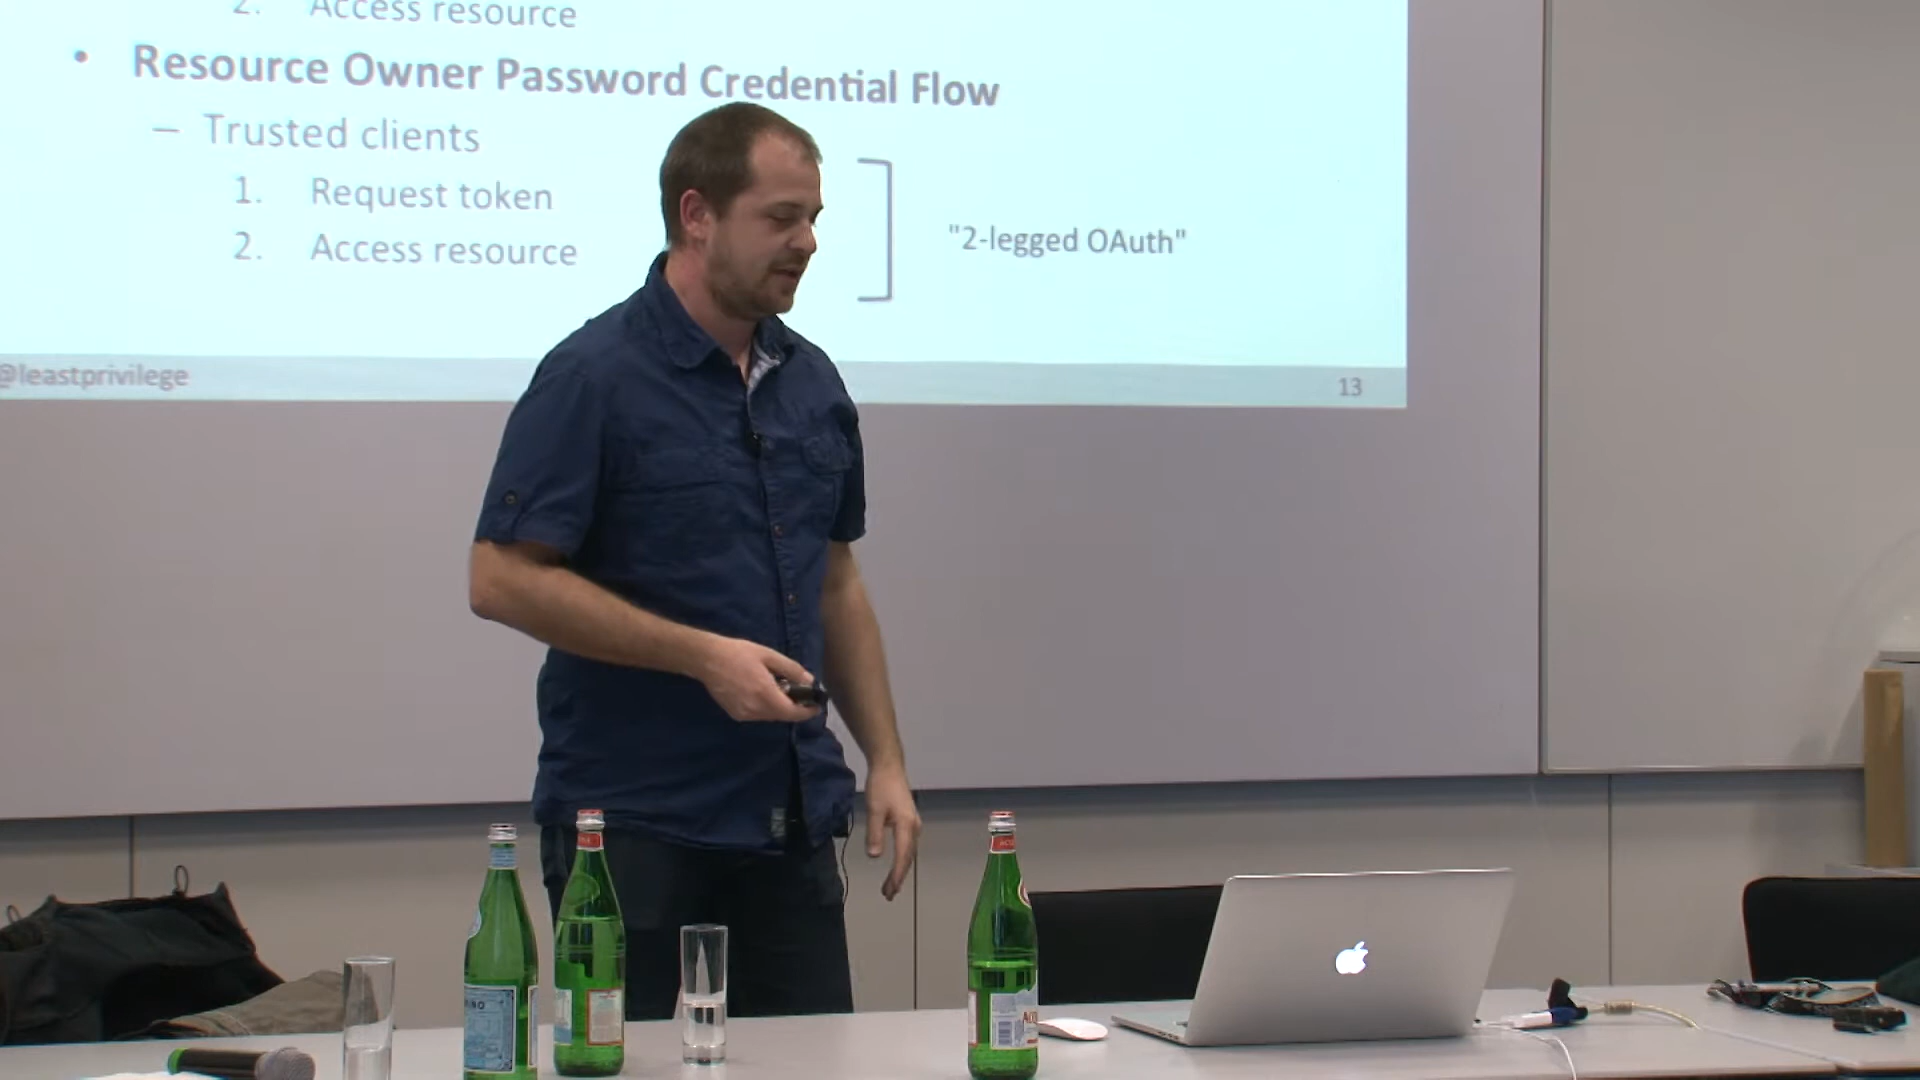 2. Access resource
• Resource Owner Password Credential Flow
– Trusted clients
1. Request token
2. Access resource
"2-legged OAuth"
@leastprivilege
13